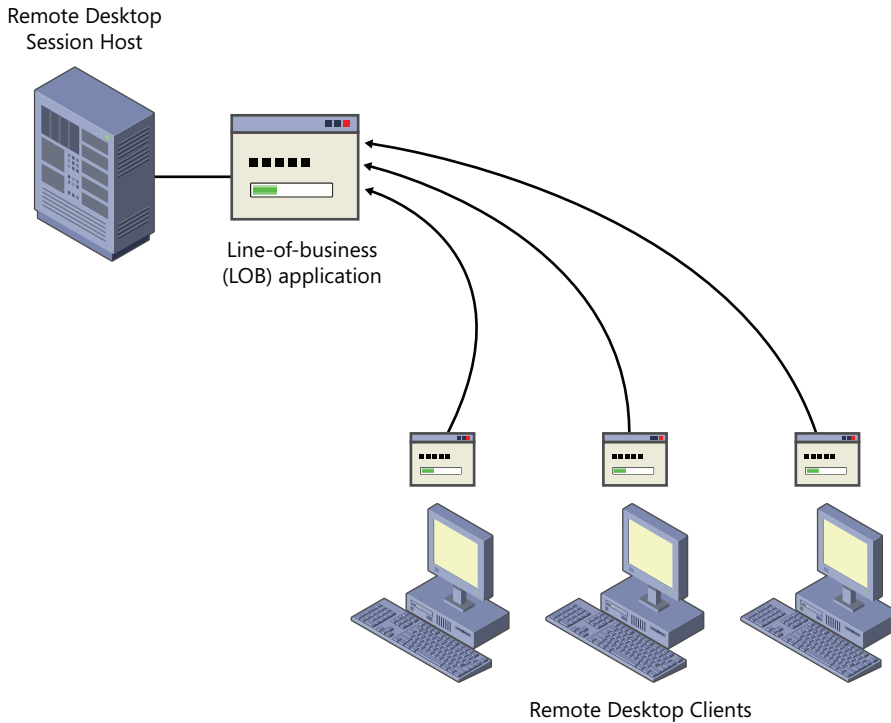 Remote Desktop
Session Host
Line-of-business
(LOB) application
Remote Desktop Clients